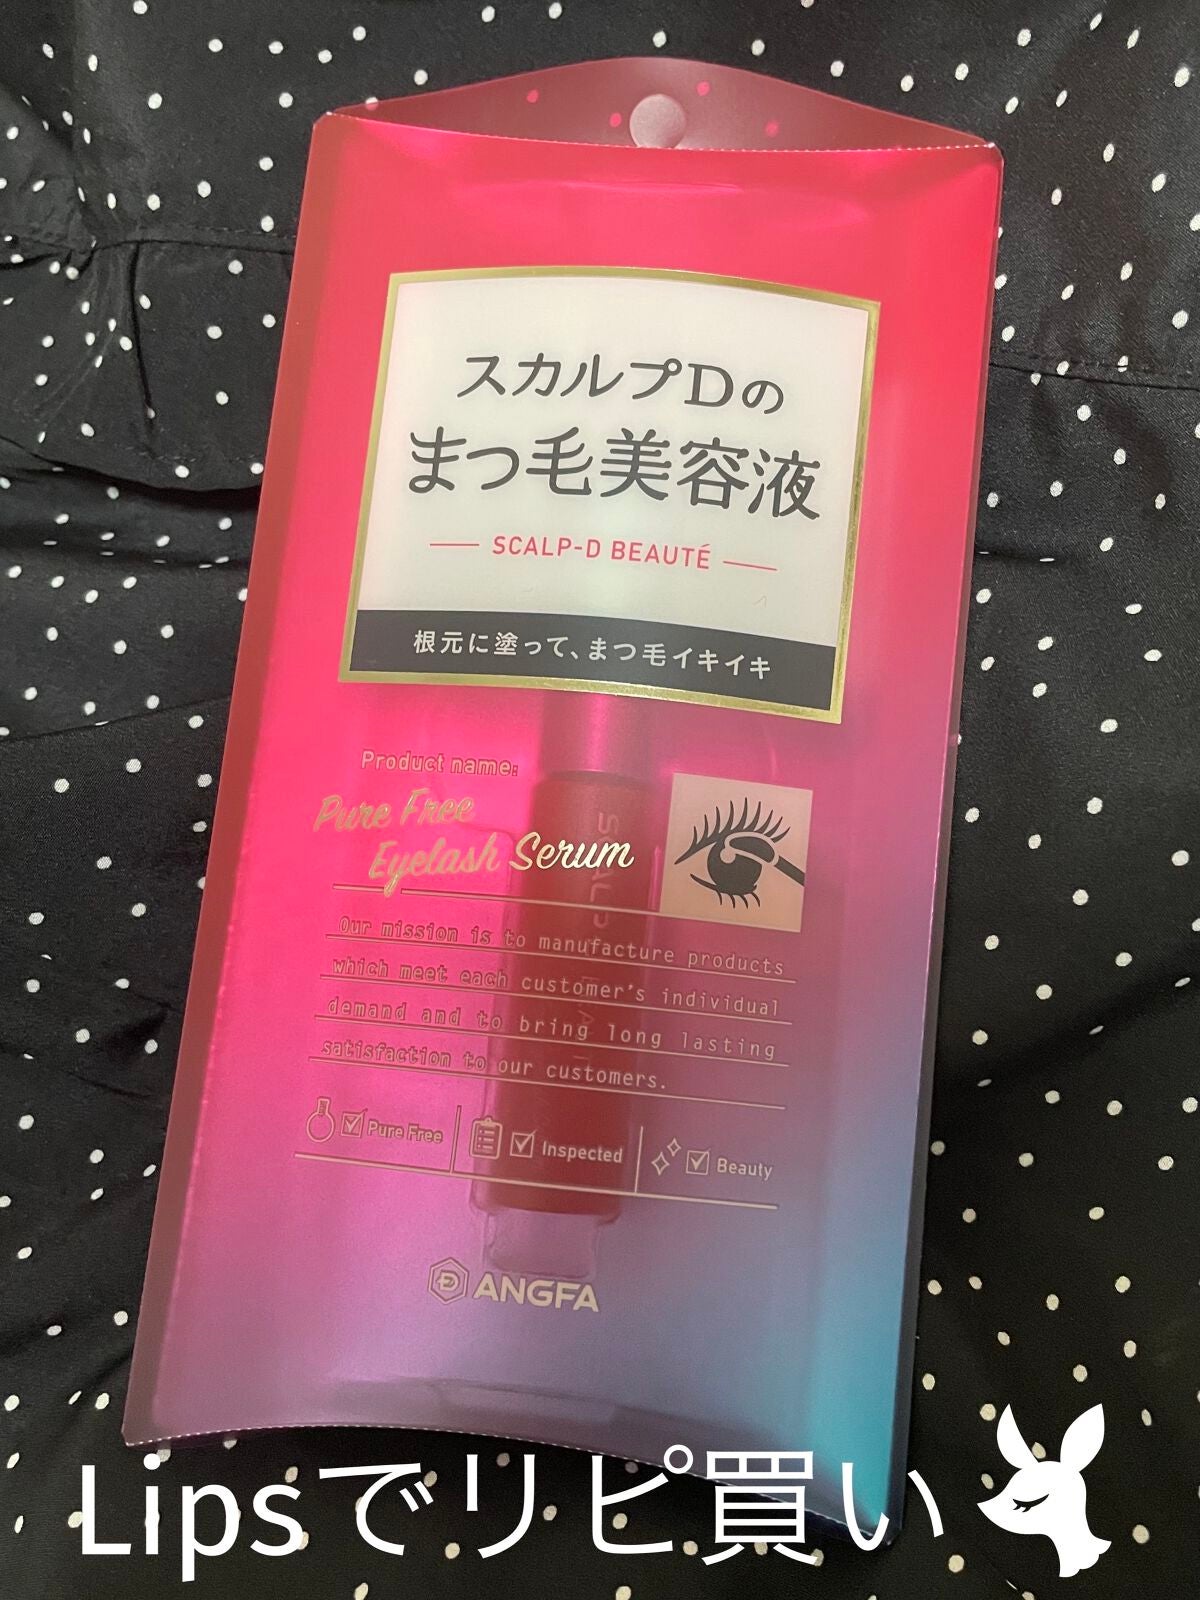 スカルプDの
まつ毛美容液
SCALP-D BEAUTÉ
根元に塗って、まつ毛イキイキ
Product name:
Pure Free
Eyelash Serum
Our mission is to manufacture products
which meet each customer's individual
demand and to bring long lasting
satisfaction to our customers.
Pure Free
Inspected
Beauty
ANGFA
Lipsでリピ買い